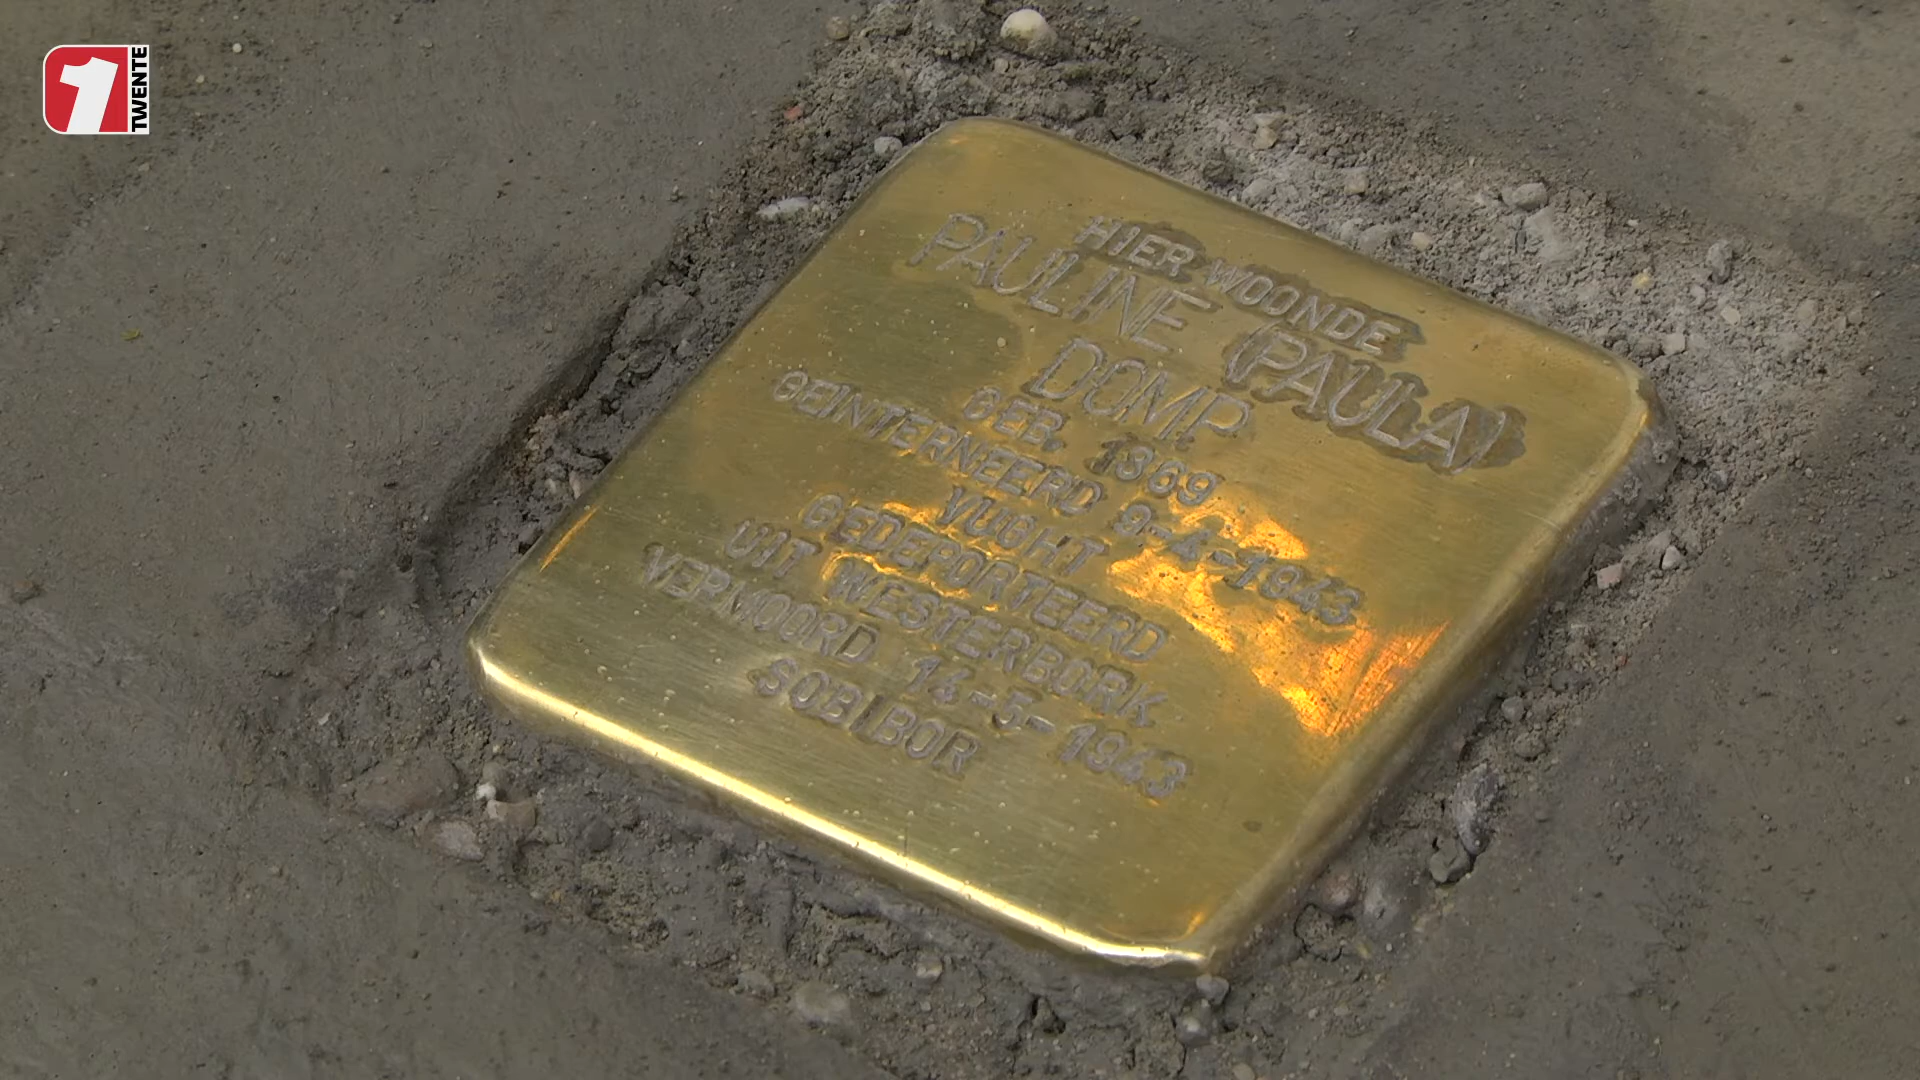 1
TWENTE
HIER WOONDE
PAULINE (PAULA)
DOMP
GEB. 1869
GEINTERNEERD 9-4-1943
VUGHT
GEDEPORTEERD
UIT WESTERBORK
VERMOORD 14-5-1943
SOBIBOR